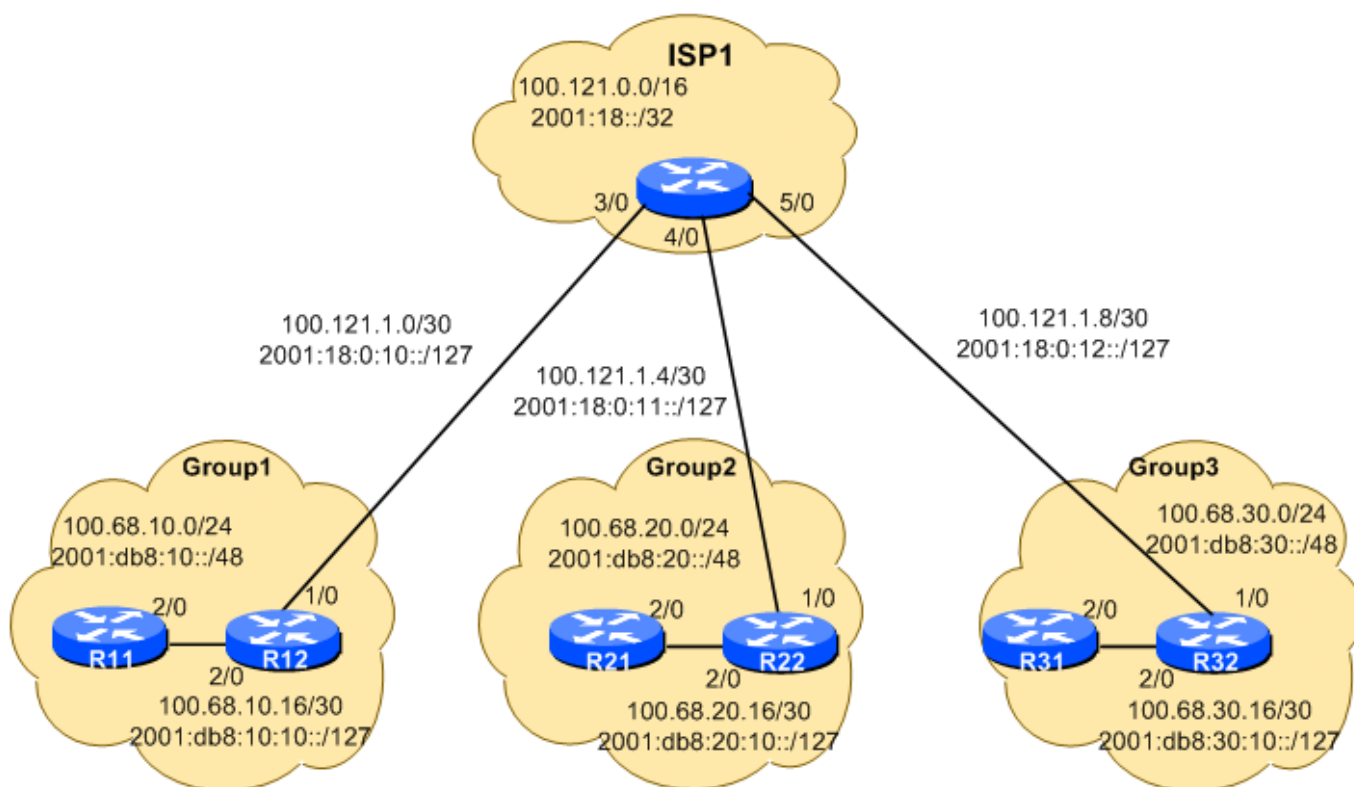 ISP1
100.121.0.0/16
2001:18::/32
3/0
5/0
4/0
100.121.1.0/30
2001:18:0:10::/127
100.121.1.4/30
2001:18:0:11::/127
100.121.1.8/30
2001:18:0:12::/127
Group1
100.68.10.0/24
2001:db8:10::/48
2/0
1/0
R11
R12
2/0
100.68.10.16/30
2001:db8:10:10::/127
Group2
100.68.20.0/24
2001:db8:20::/48
2/0
1/0
R21
R22
2/0
100.68.20.16/30
2001:db8:20:10::/127
Group3
100.68.30.0/24
2001:db8:30::/48
2/0
1/0
R31
R32
2/0
100.68.30.16/30
2001:db8:30:10::/127